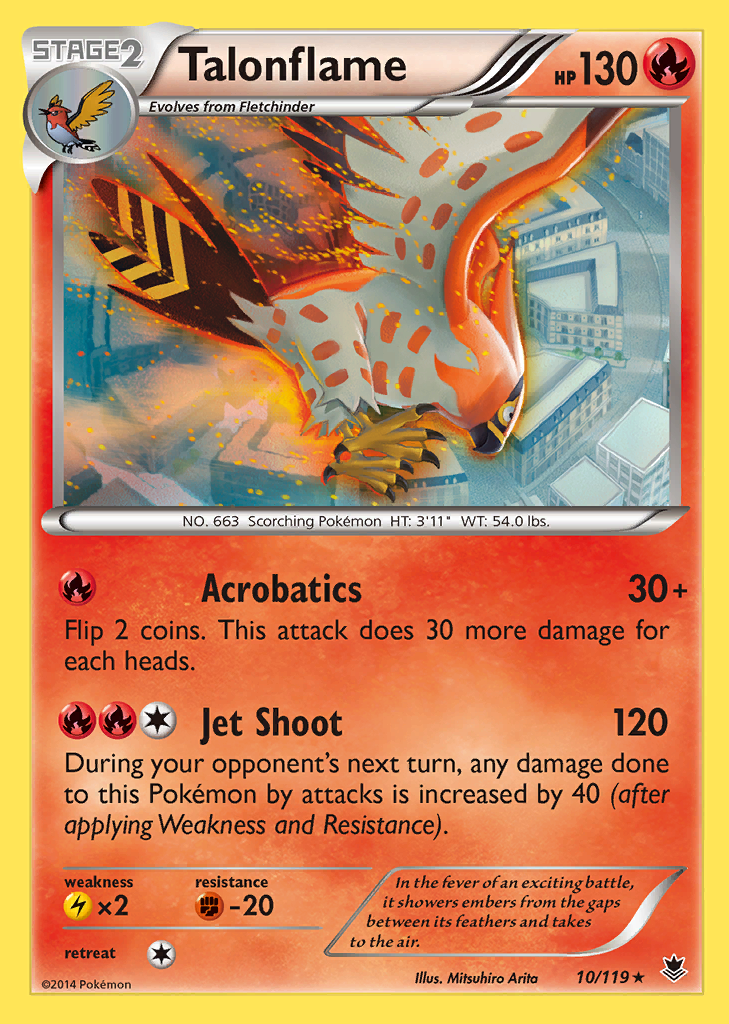 STAGE2
Talonflame
HP130
Evolves from Fletchinder
NO. 663 Scorching Pokémon HT: 3'11" WT: 54.0 lbs.
Acrobatics 30+
Flip 2 coins. This attack does 30 more damage for
each heads.
Jet Shoot 120
During your opponent's next turn, any damage done
to this Pokémon by attacks is increased by 40 (after
applying Weakness and Resistance).
weakness resistance
×2 -20
retreat
In the fever of an exciting battle,
it showers embers from the gaps
between its feathers and takes
to the air.
©2014 Pokémon
Illus. Mitsuhiro Arita
10/119★